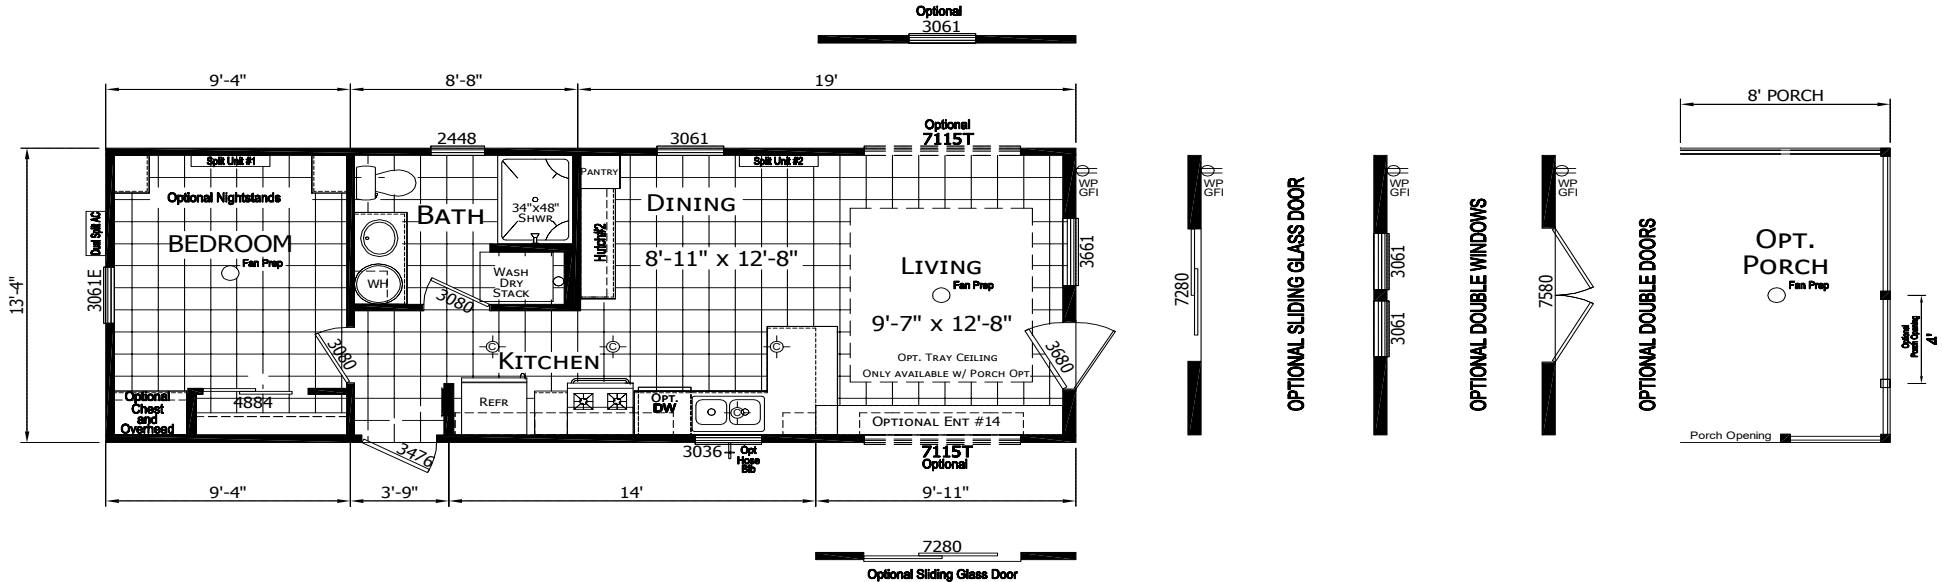 Optional
3061
9'-4"
8'-8"
19'
8' PORCH
2448
3061
Optional
7115T
Split Unit #1
Split Unit #2
PANTRY
WP
GFI
WP
GFI
WP
GFI
WP
GFI
Optional Nightstands
BATH
34"x48"
SHWR
DINING
Hutch#2
Dual Split AC
BEDROOM
Fan Prep
8'-11" x 12'-8"
LIVING
Fan Prep
3661
OPTIONAL SLIDING GLASS DOOR
OPTIONAL DOUBLE WINDOWS
OPTIONAL DOUBLE DOORS
OPT.
PORCH
Fan Prep
13'-4"
3061E
WH
WASH
DRY
STACK
3080
7280
3061
3061
7580
Optional
Porch Opening
4'
9'-7" x 12'-8"
3080
C
C
C
KITCHEN
3680
OPT. TRAY CEILING
ONLY AVAILABLE W/ PORCH OPT.
4884
Optional
Chest
and
Overhead
REFR
OPT.
DW
OPTIONAL ENT #14
Porch Opening
3476
3036
Opt
Hose
Bib
7115T
Optional
9'-4"
3'-9"
14'
9'-11"
7280
Optional Sliding Glass Door